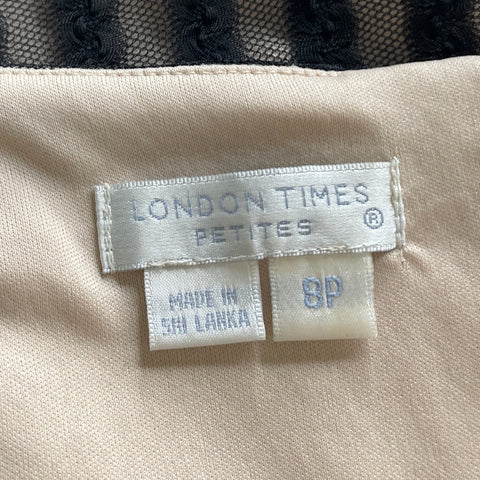 LONDON TIMES
PETITES ®
MADE IN
SRI LANKA
8P